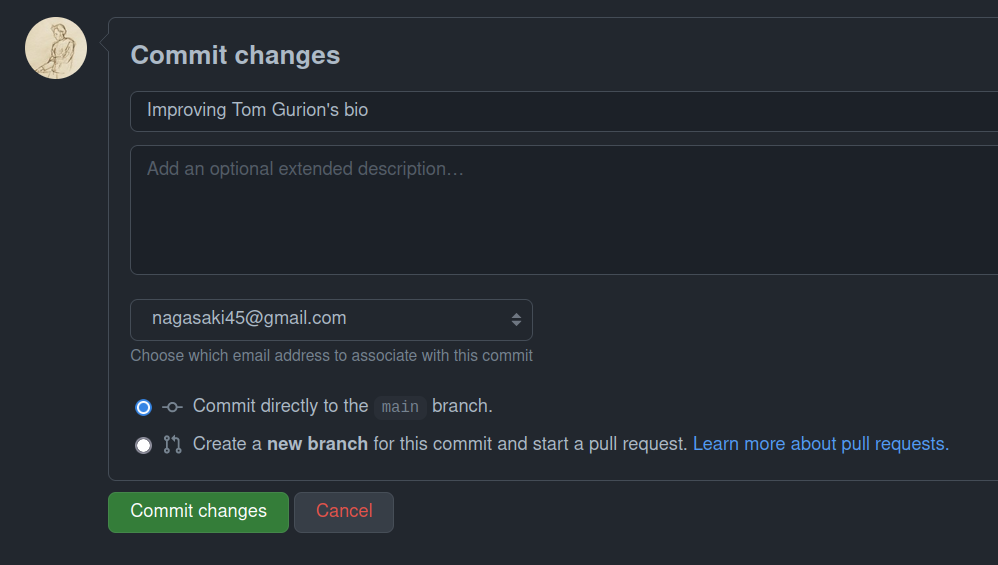 Commit changes
Improving Tom Gurion's bio
Add an optional extended description…
nagasaki45@gmail.com
Choose which email address to associate with this commit
Commit directly to the main branch.
Create a new branch for this commit and start a pull request. Learn more about pull requests.
Commit changes Cancel